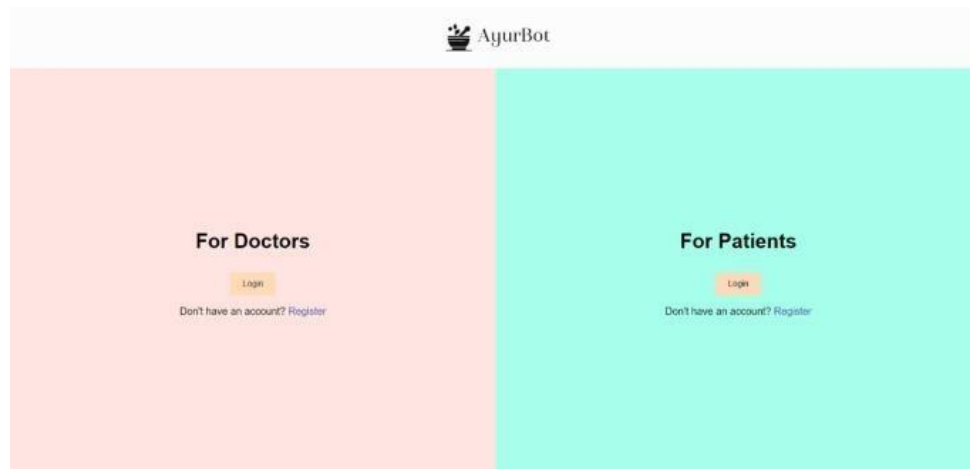 AyurBot
For Doctors
Login
Don't have an account? Register
For Patients
Login
Don't have an account? Register